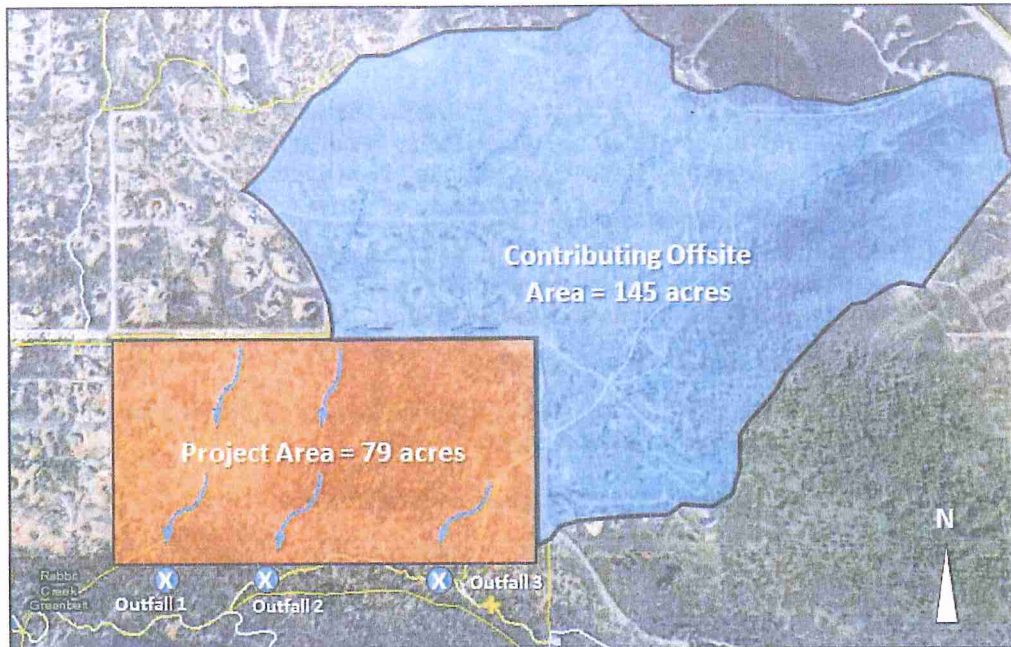 Contributing Offsite
Area = 145 acres
Project Area = 79 acres
N
Rabbit
Creek
Greenbelt
X
X
X
Outfall 1
Outfall 2
Outfall 3